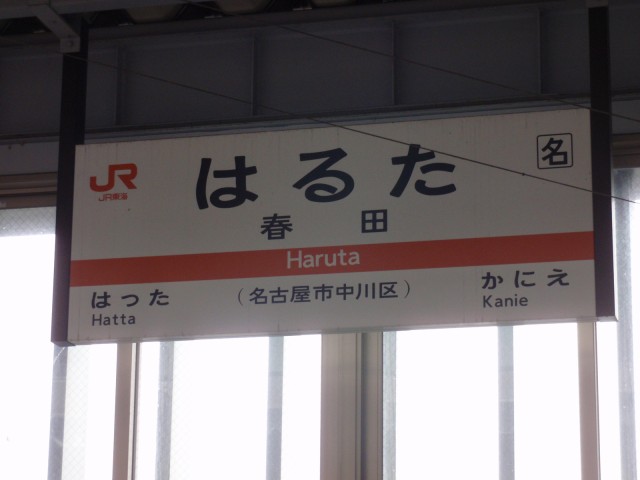 JR
JR東海
はるた
名
春田
Haruta
はった
Hatta
(名古屋市中川区)
かにえ
Kanie